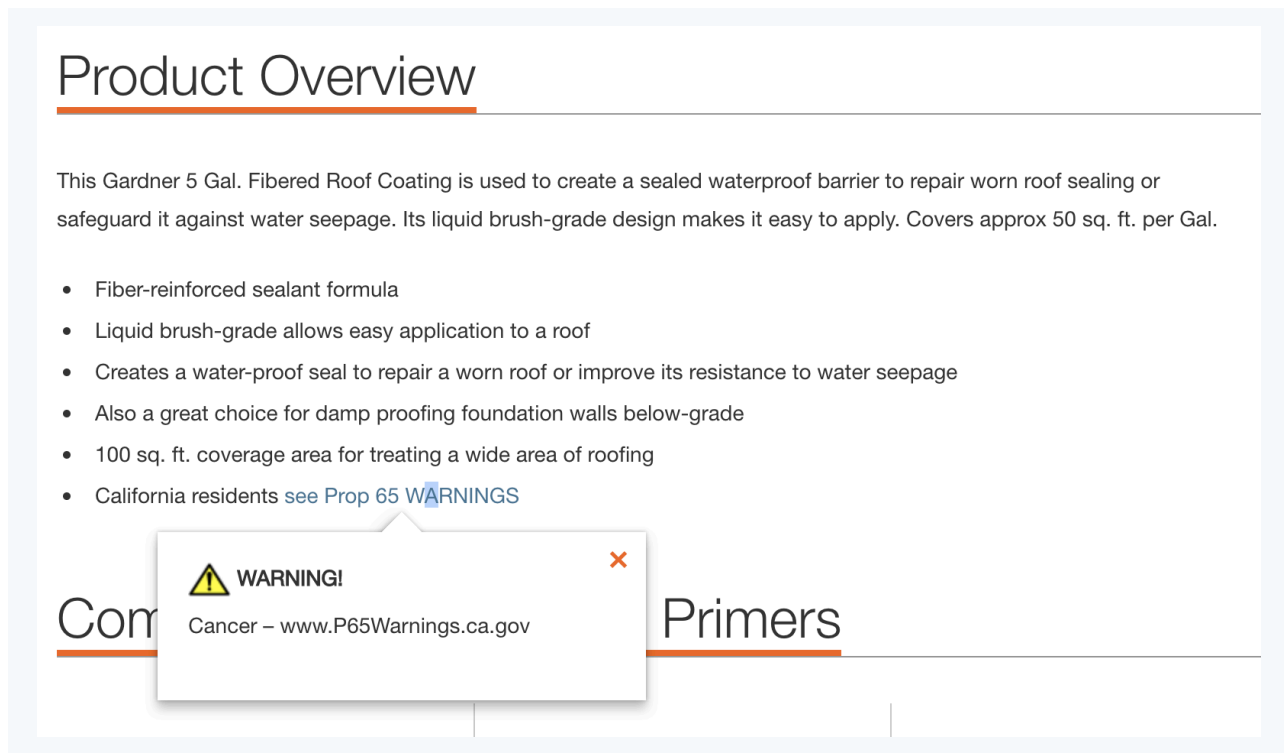 Product Overview
This Gardner 5 Gal. Fibered Roof Coating is used to create a sealed waterproof barrier to repair worn roof sealing or
safeguard it against water seepage. Its liquid brush-grade design makes it easy to apply. Covers approx 50 sq. ft. per Gal.
Fiber-reinforced sealant formula
Liquid brush-grade allows easy application to a roof
Creates a water-proof seal to repair a worn roof or improve its resistance to water seepage
Also a great choice for damp proofing foundation walls below-grade
100 sq. ft. coverage area for treating a wide area of roofing
California residents see Prop 65 WARNINGS
WARNING!
Cancer – www.P65Warnings.ca.gov
Primers